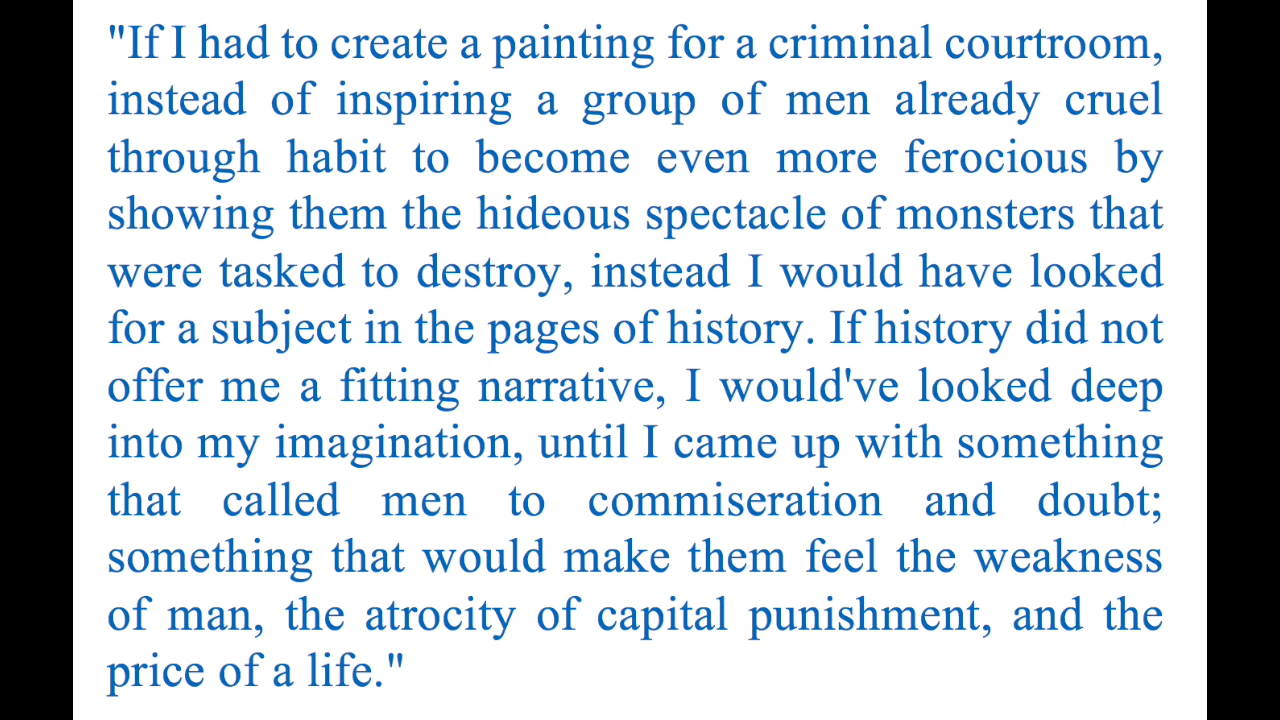 "If I had to create a painting for a criminal courtroom,
instead of inspiring a group of men already cruel
through habit to become even more ferocious by
showing them the hideous spectacle of monsters that
were tasked to destroy, instead I would have looked
for a subject in the pages of history. If history did not
offer me a fitting narrative, I would've looked deep
into my imagination, until I came up with something
that called men to commiseration and doubt;
something that would make them feel the weakness
of man, the atrocity of capital punishment, and the
price of a life."